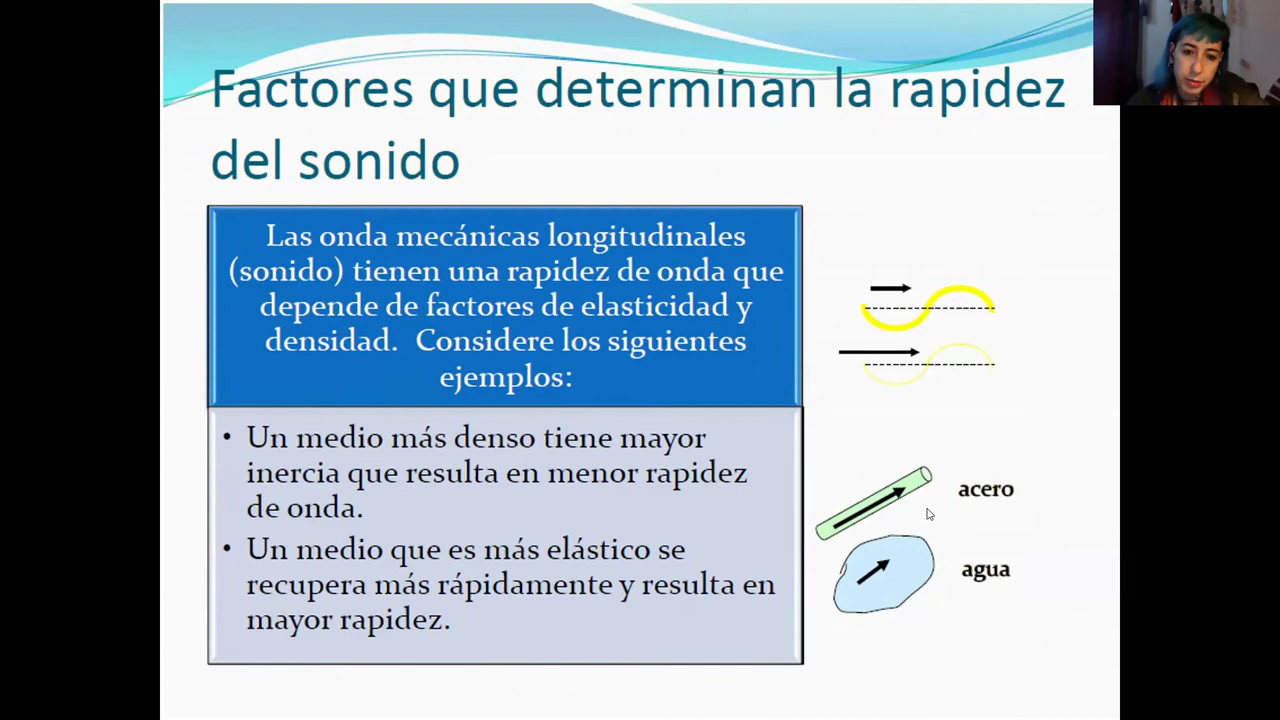 Factores que determinan la rapidez
del sonido
Las onda mecánicas longitudinales
(sonido) tienen una rapidez de onda que
depende de factores de elasticidad y
densidad. Considere los siguientes
ejemplos:
• Un medio más denso tiene mayor
inercia que resulta en menor rapidez
de onda.
• Un medio que es más elástico se
recupera más rápidamente y resulta en
mayor rapidez.
acero
agua